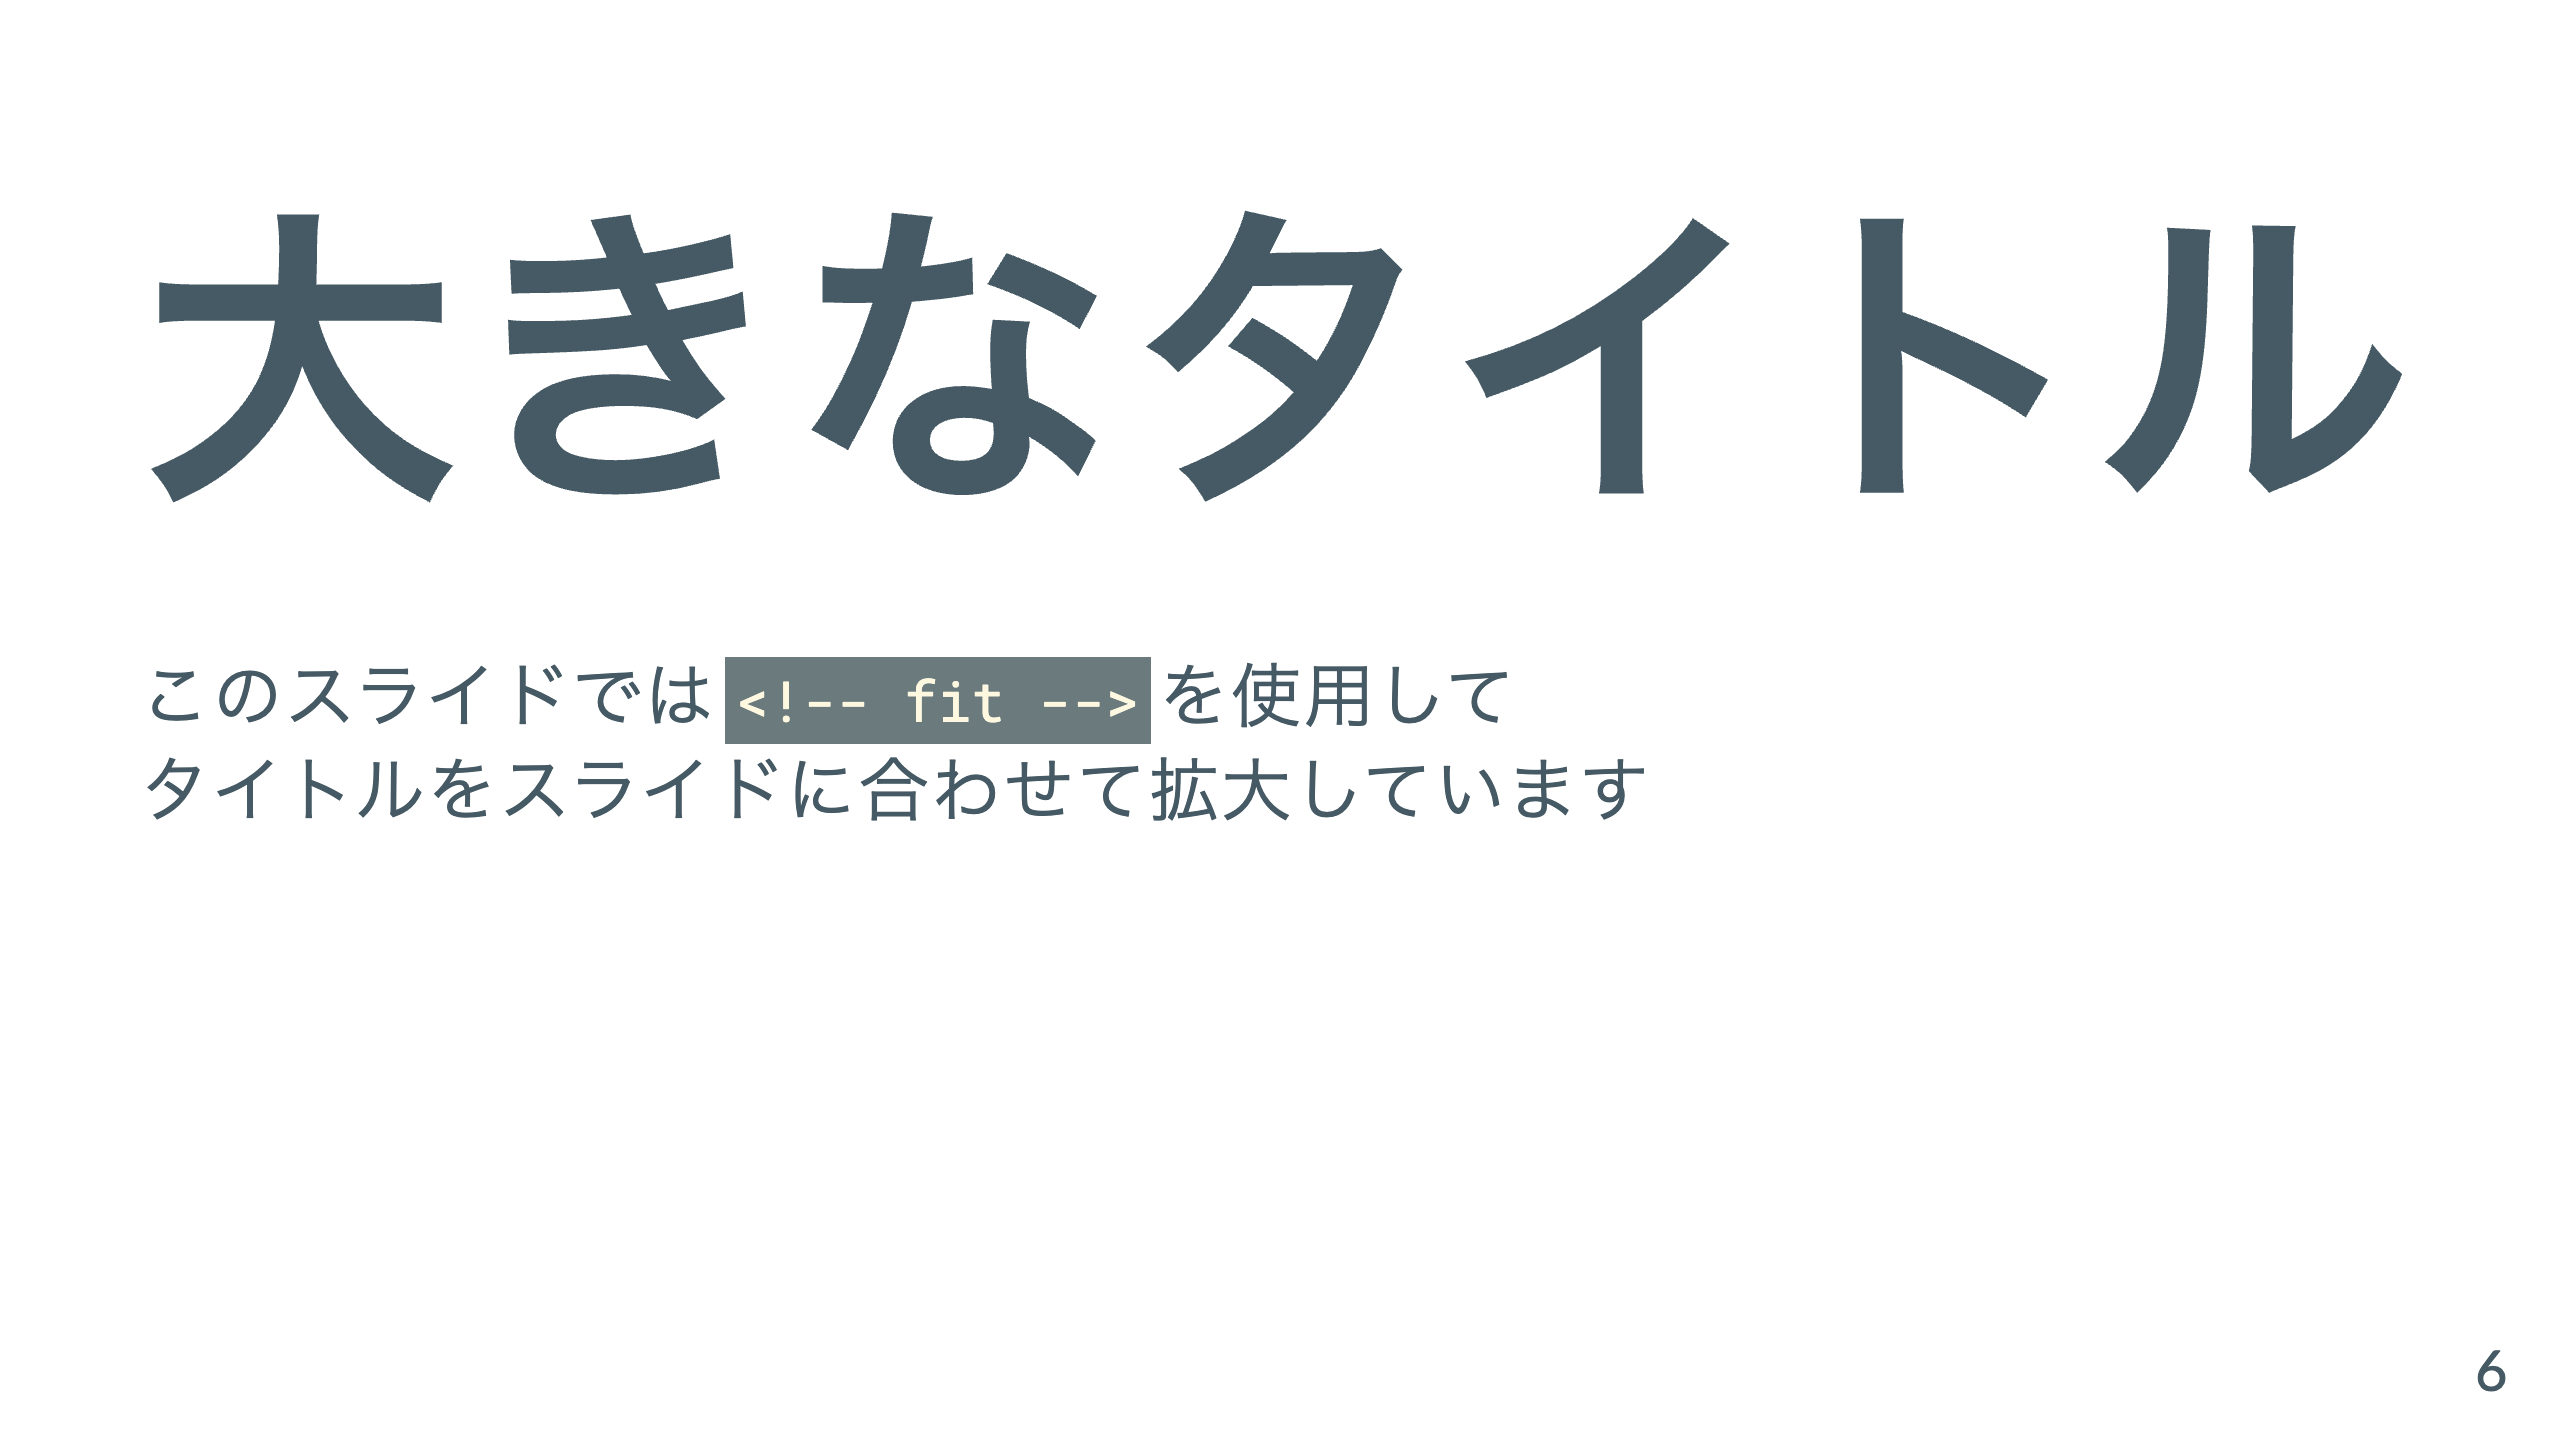 大きなタイトル
このスライドでは <!-- fit --> を使用して
タイトルをスライドに合わせて拡大しています
6